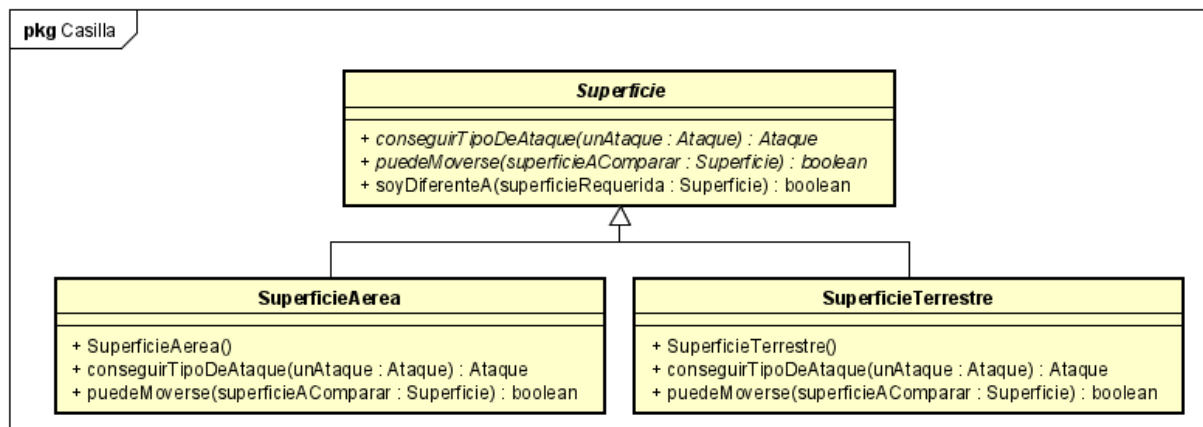 pkg Casilla
Superficie
+ conseguirTipoDeAtaque(unAtaque : Ataque) : Ataque
+ puedeMoverse(superficieAComparar : Superficie) : boolean
+ soyDiferenteA(superficieRequerida : Superficie) : boolean
SuperficieAerea
+ SuperficieAerea()
+ conseguirTipoDeAtaque(unAtaque : Ataque) : Ataque
+ puedeMoverse(superficieAComparar : Superficie) : boolean
SuperficieTerrestre
+ SuperficieTerrestre()
+ conseguirTipoDeAtaque(unAtaque : Ataque) : Ataque
+ puedeMoverse(superficieAComparar : Superficie) : boolean